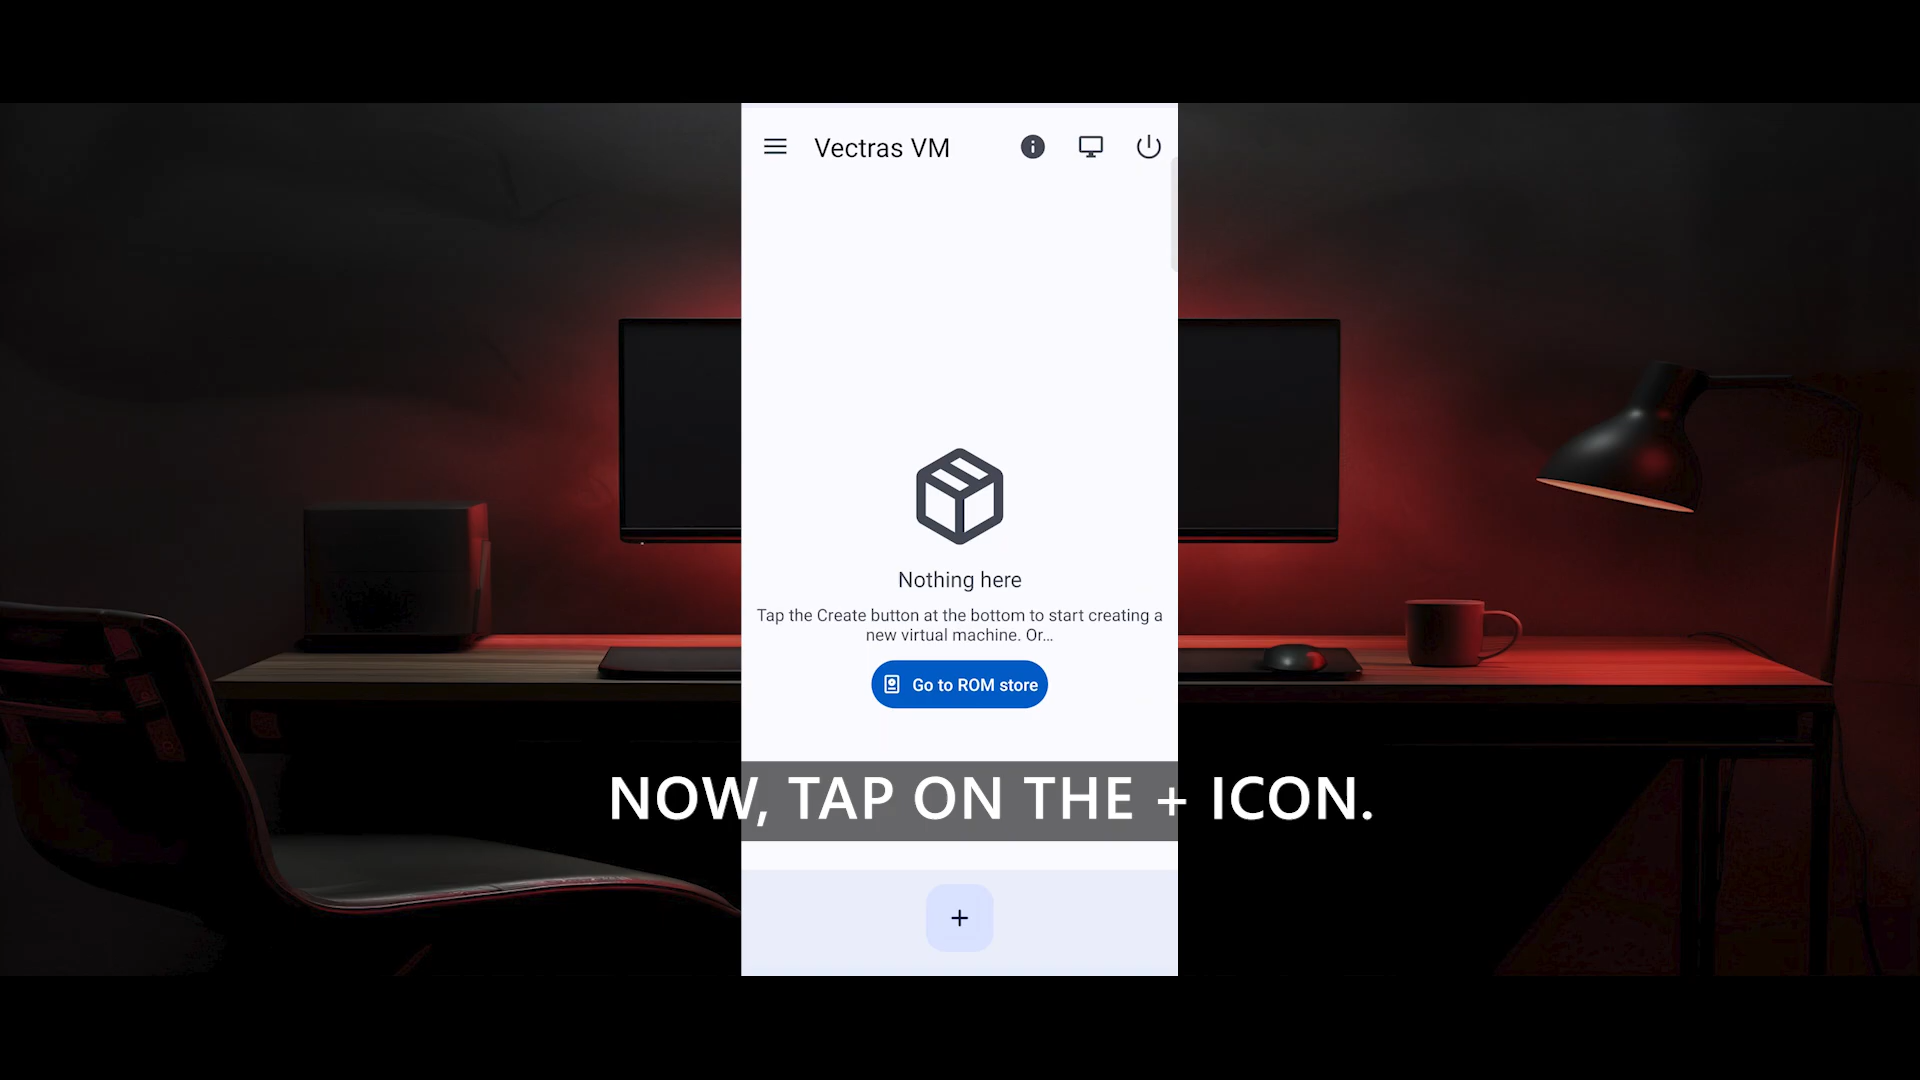 Vectras VM
Nothing here
Tap the Create button at the bottom to start creating a
new virtual machine. Or...
Go to ROM store
NOW, TAP ON THE + ICON.
+